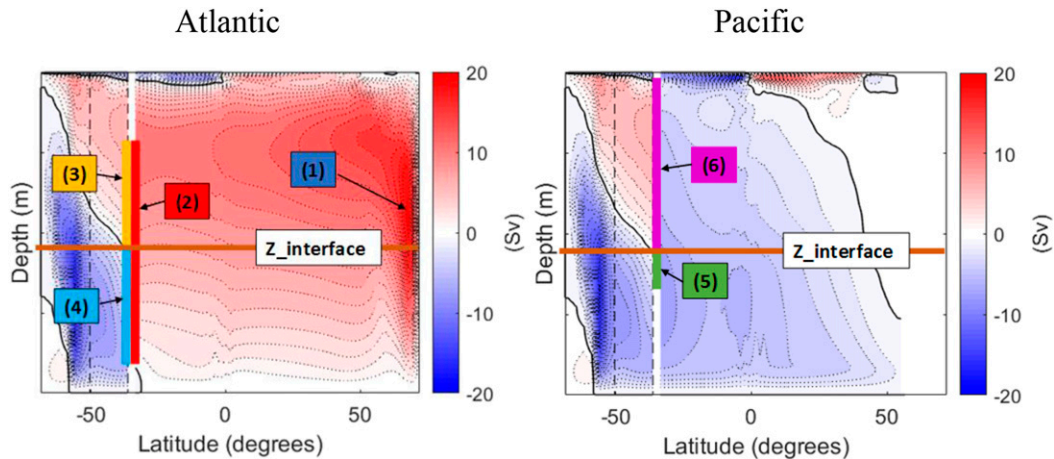 Atlantic
Pacific
Depth (m)
(3)
(2)
(1)
(4)
Z_interface
20
10
0
-10
-20
(Sv)
-50
0
50
Latitude (degrees)
Depth (m)
(6)
(5)
Z_interface
20
10
0
-10
-20
(Sv)
-50
0
50
Latitude (degrees)